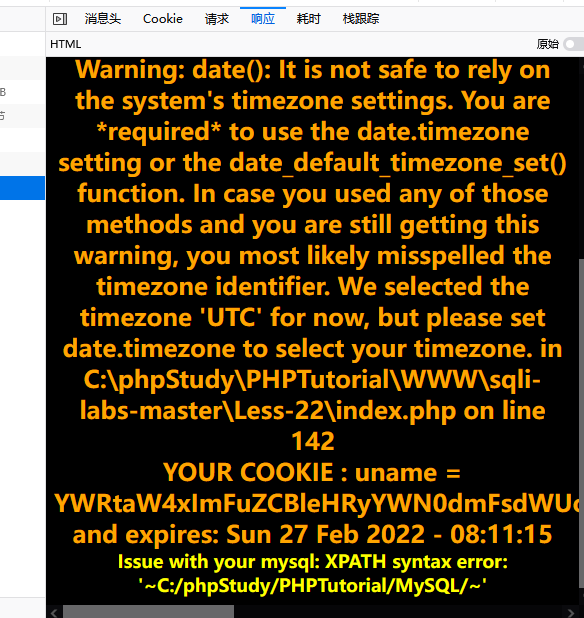 消息头 Cookie 请求 响应 耗时 栈跟踪
HTML 原始
B
Warning: date(): It is not safe to rely on
the system's timezone settings. You are
*required* to use the date.timezone
setting or the date_default_timezone_set()
function. In case you used any of those
methods and you are still getting this
warning, you most likely misspelled the
timezone identifier. We selected the
timezone 'UTC' for now, but please set
date.timezone to select your timezone. in
C:\phpStudy\PHPTutorial\WWW\sqli-
labs-master\Less-22\index.php on line
142
YOUR COOKIE : uname =
and expires: Sun 27 Feb 2022 - 08:11:15
Issue with your mysql: XPATH syntax error:
'~C:/phpStudy/PHPTutorial/MySQL/~'